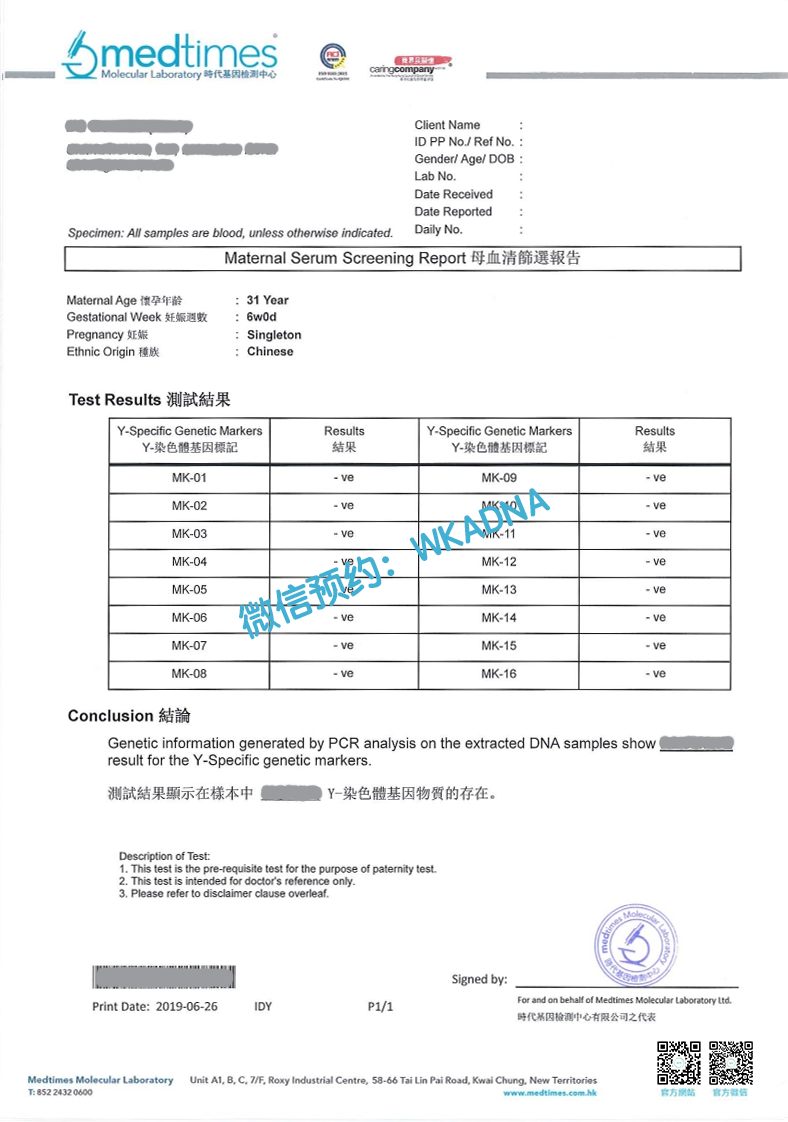 medtimes
Molecular Laboratory 時代基因檢測中心
caringcompany
Client Name :
ID PP No./ Ref No. :
Gender/ Age/ DOB :
Lab No. :
Date Received :
Date Reported :
Daily No. :
Specimen: All samples are blood, unless otherwise indicated.
Maternal Serum Screening Report 母血清篩選報告
Maternal Age 懷孕年齡 : 31 Year
Gestational Week 妊娠週數 : 6w0d
Pregnancy 妊娠 : Singleton
Ethnic Origin 種族 : Chinese
Test Results 測試結果
Y-Specific Genetic Markers Results Y-Specific Genetic Markers Results
Y-染色體基因標記 結果 Y-染色體基因標記 結果
MK-01 - ve MK-09 - ve
MK-02 - ve MK-10 - ve
MK-03 - ve MK-11 - ve
MK-04 - ve MK-12 - ve
MK-05 - ve MK-13 - ve
MK-06 - ve MK-14 - ve
MK-07 - ve MK-15 - ve
MK-08 - ve MK-16 - ve
微信预约：WKADNA
Conclusion 結論
Genetic information generated by PCR analysis on the extracted DNA samples show
result for the Y-Specific genetic markers.
測試結果顯示在樣本中 Y-染色體基因物質的存在。
Description of Test:
1. This test is the pre-requisite test for the purpose of paternity test.
2. This test is intended for doctor's reference only.
3. Please refer to disclaimer clause overleaf.
medtimes Molecular Laboratory
時代基因檢測中心
Signed by:
Print Date: 2019-06-26 IDY P1/1
For and on behalf of Medtimes Molecular Laboratory Ltd.
時代基因檢測中心有限公司之代表
官方網站 官方微信
Medtimes Molecular Laboratory Unit A1, B, C, 7/F, Roxy Industrial Centre, 58-66 Tai Lin Pai Road, Kwai Chung, New Territories
T: 852 2432 0600 www.medtimes.com.hk